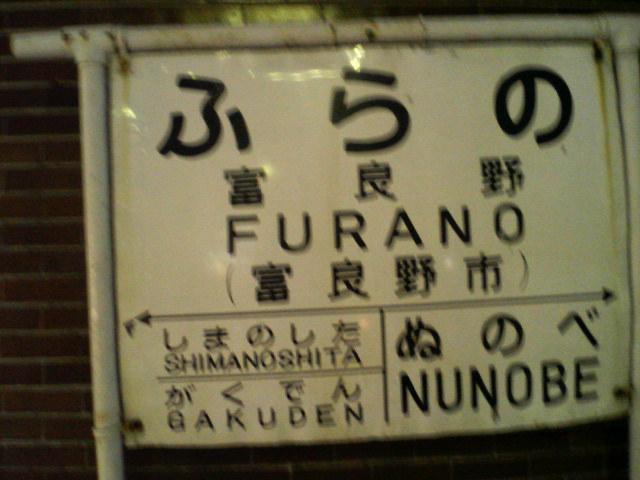 ふらの
富良野
FURANO
(富良野市)
しまのした
SHIMANOSHITA
がくでん
GAKUDEN
ぬのべ
NUNOBE